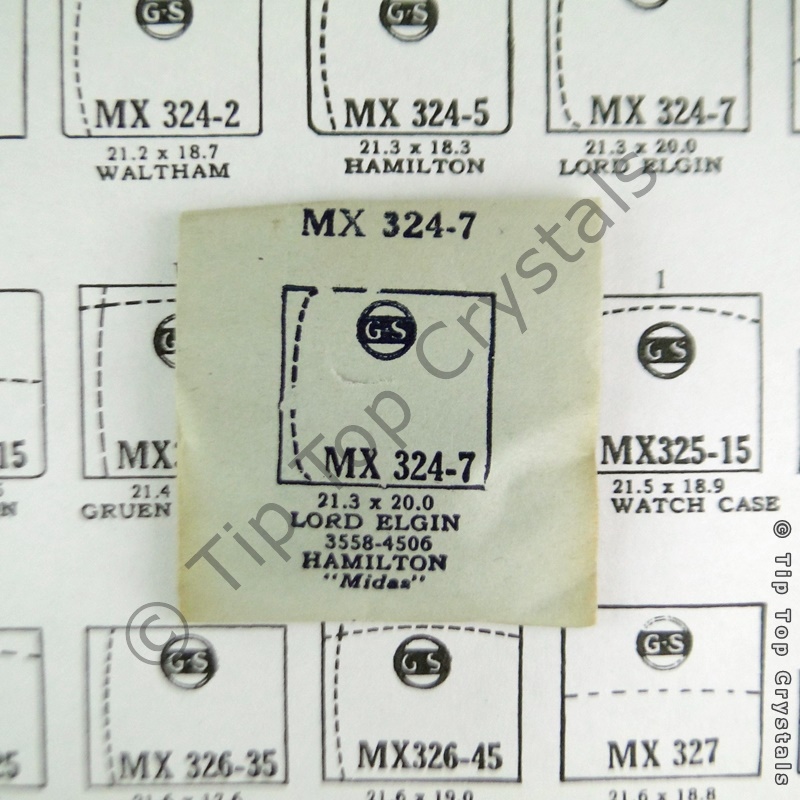 G-S
G-S
MX 324-2
MX 324-5
MX 324-7
21.2 x 18.7
21.3 x 18.3
21.3 x 20.0
WALTHAM
HAMILTON
LORD ELGIN
MX 324-7
G-S
MX 324-7
21.3 x 20.0
LORD ELGIN
3558-4506
HAMILTON
"Midas"
15
MX
21.4
GRUEN
1
G-S
MX325-15
21.5 x 18.9
WATCH CASE
G-S
MX 326-35
G-S
MX326-45
21.6 x 19.0
G-S
MX 327
21.6 x 18.8
© Tip Top Crystals
© Tip Top Crystals